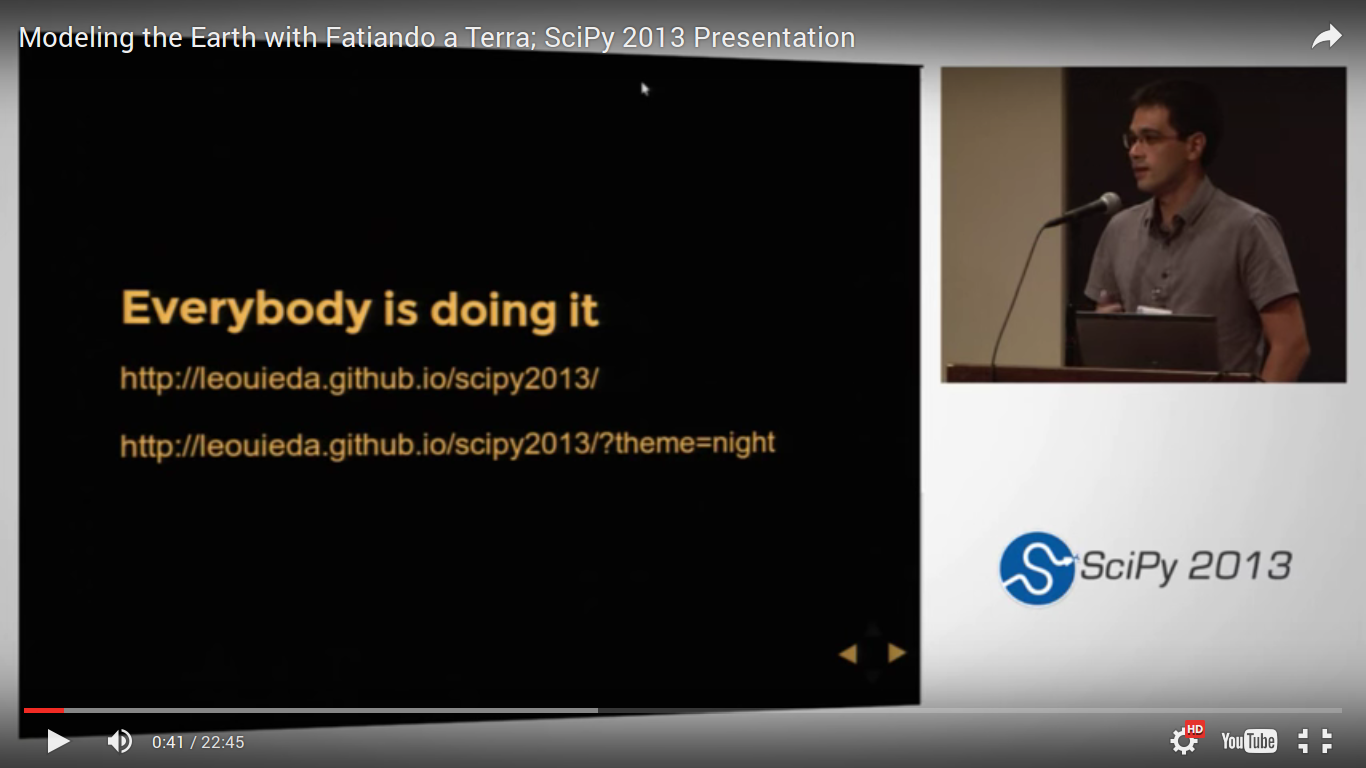 Modeling the Earth with Fatiando a Terra; SciPy 2013 Presentation
Everybody is doing it
http://leouieda.github.io/scipy2013/
http://leouieda.github.io/scipy2013/?theme=night
SciPy 2013
0:41 / 22:45
HD
YouTube